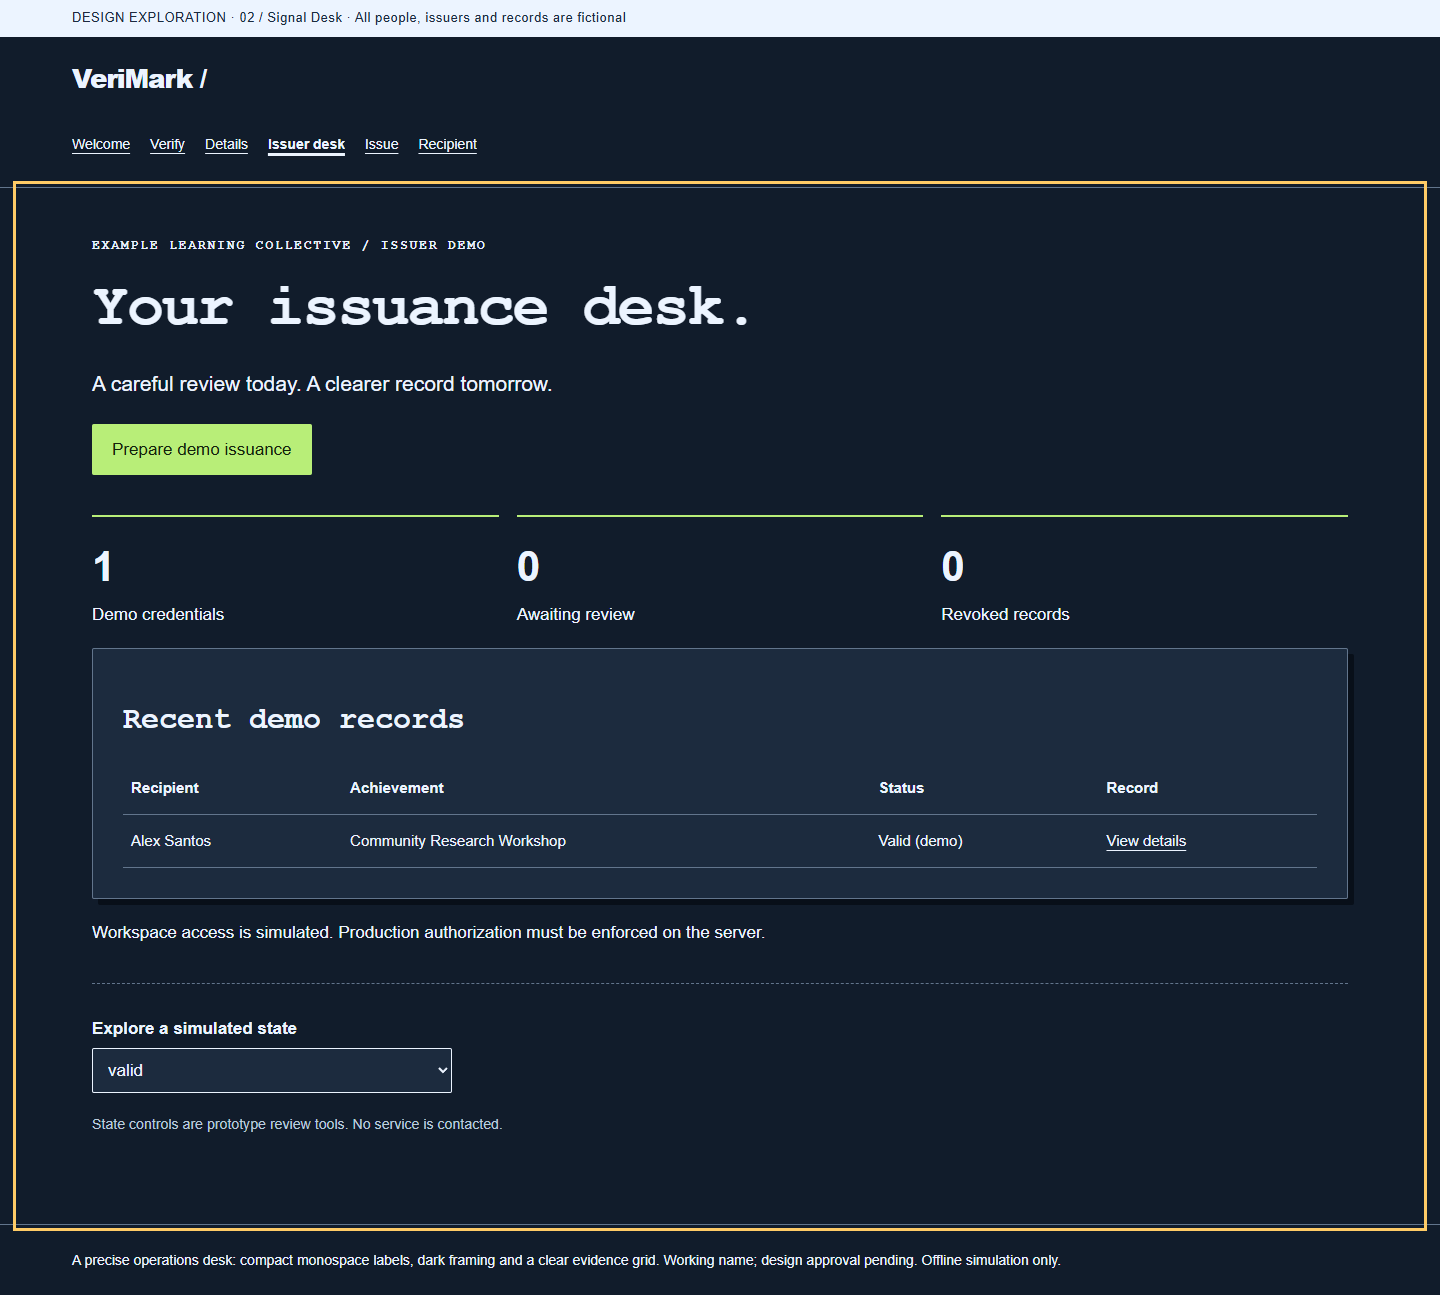 DESIGN EXPLORATION · 02 / Signal Desk · All people, issuers and records are fictional
VeriMark /
Welcome Verify Details Issuer desk Issue Recipient
EXAMPLE LEARNING COLLECTIVE / ISSUER DEMO
Your issuance desk.
A careful review today. A clearer record tomorrow.
Prepare demo issuance
1 0 0
Demo credentials Awaiting review Revoked records
Recent demo records
Recipient Achievement Status Record
Alex Santos Community Research Workshop Valid (demo) View details
Workspace access is simulated. Production authorization must be enforced on the server.
Explore a simulated state
valid
State controls are prototype review tools. No service is contacted.
A precise operations desk: compact monospace labels, dark framing and a clear evidence grid. Working name; design approval pending. Offline simulation only.